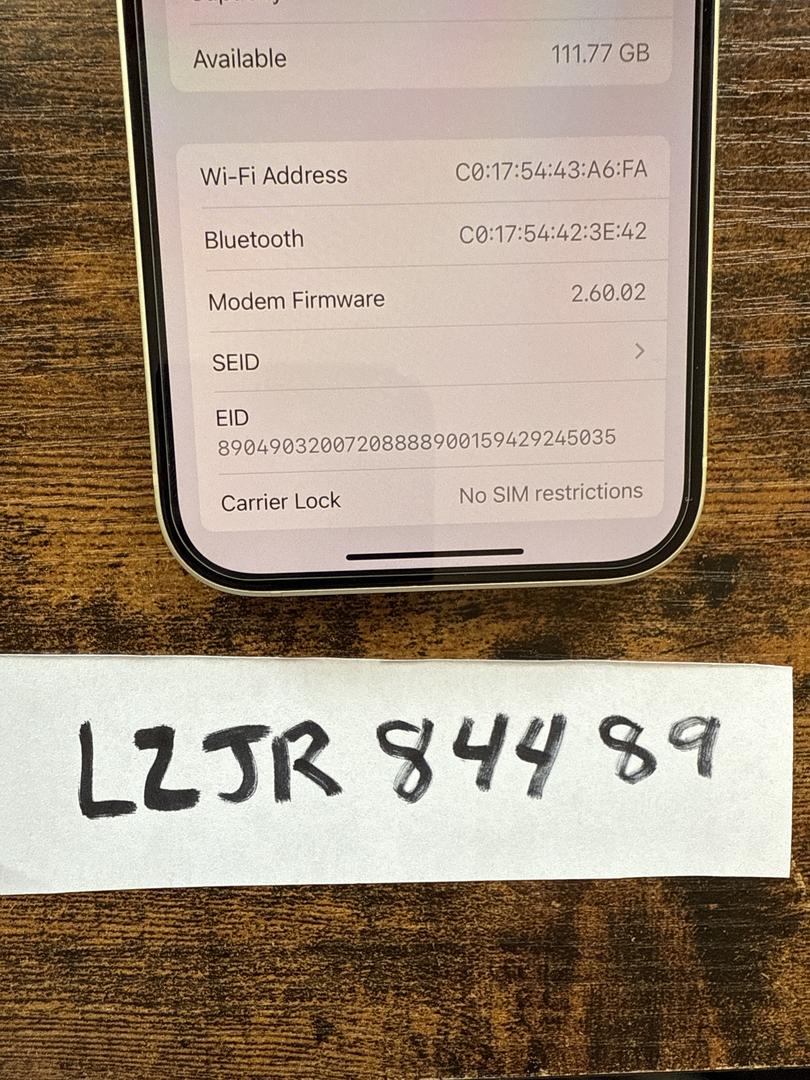 Available 111.77 GB
Wi-Fi Address C0:17:54:43:A6:FA
Bluetooth C0:17:54:42:3E:42
Modem Firmware 2.60.02
SEID
EID
89049032007208888900159429245035
Carrier Lock No SIM restrictions
LZJR 84489